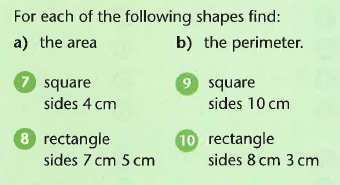 For each of the following shapes find:
a) the area b) the perimeter.
7 square
sides 4 cm
9 square
sides 10 cm
8 rectangle
sides 7 cm 5 cm
10 rectangle
sides 8 cm 3 cm